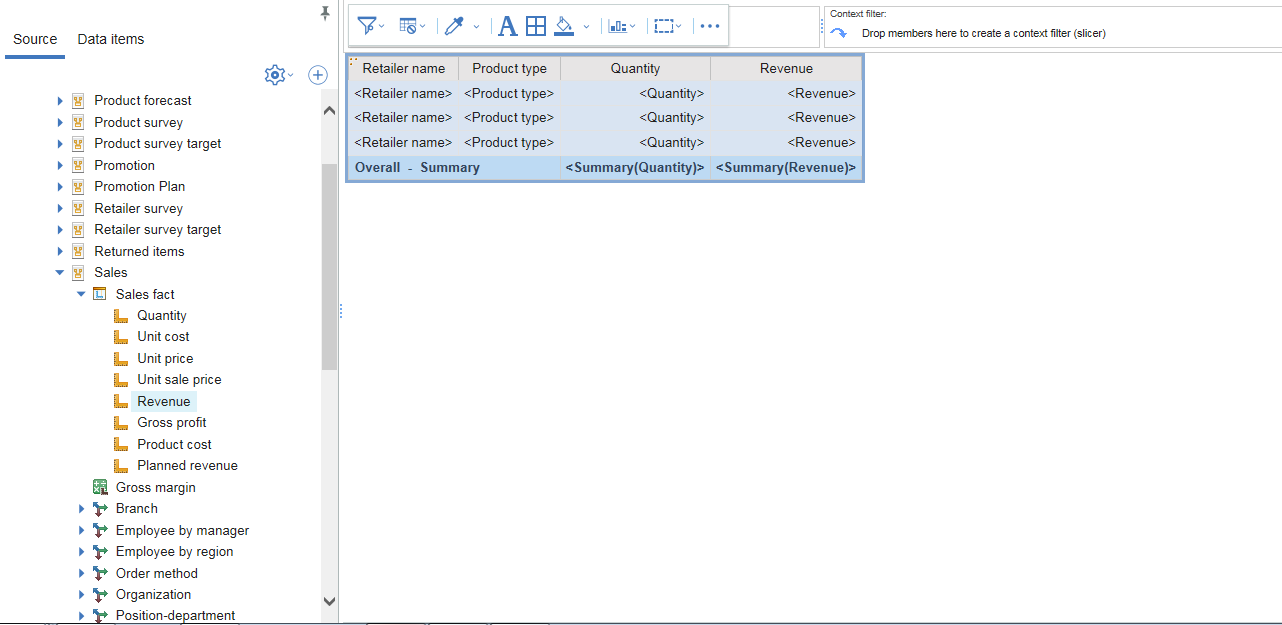 Source Data items
Product forecast
Product survey
Product survey target
Promotion
Promotion Plan
Retailer survey
Retailer survey target
Returned items
Sales
Sales fact
Quantity
Unit cost
Unit price
Unit sale price
Revenue
Gross profit
Product cost
Planned revenue
Gross margin
Branch
Employee by manager
Employee by region
Order method
Organization
Position-department
A
Context filter:
Drop members here to create a context filter (slicer)
Retailer name Product type Quantity Revenue
<Retailer name> <Product type> <Quantity> <Revenue>
<Retailer name> <Product type> <Quantity> <Revenue>
<Retailer name> <Product type> <Quantity> <Revenue>
Overall - Summary <Summary(Quantity)> <Summary(Revenue)>